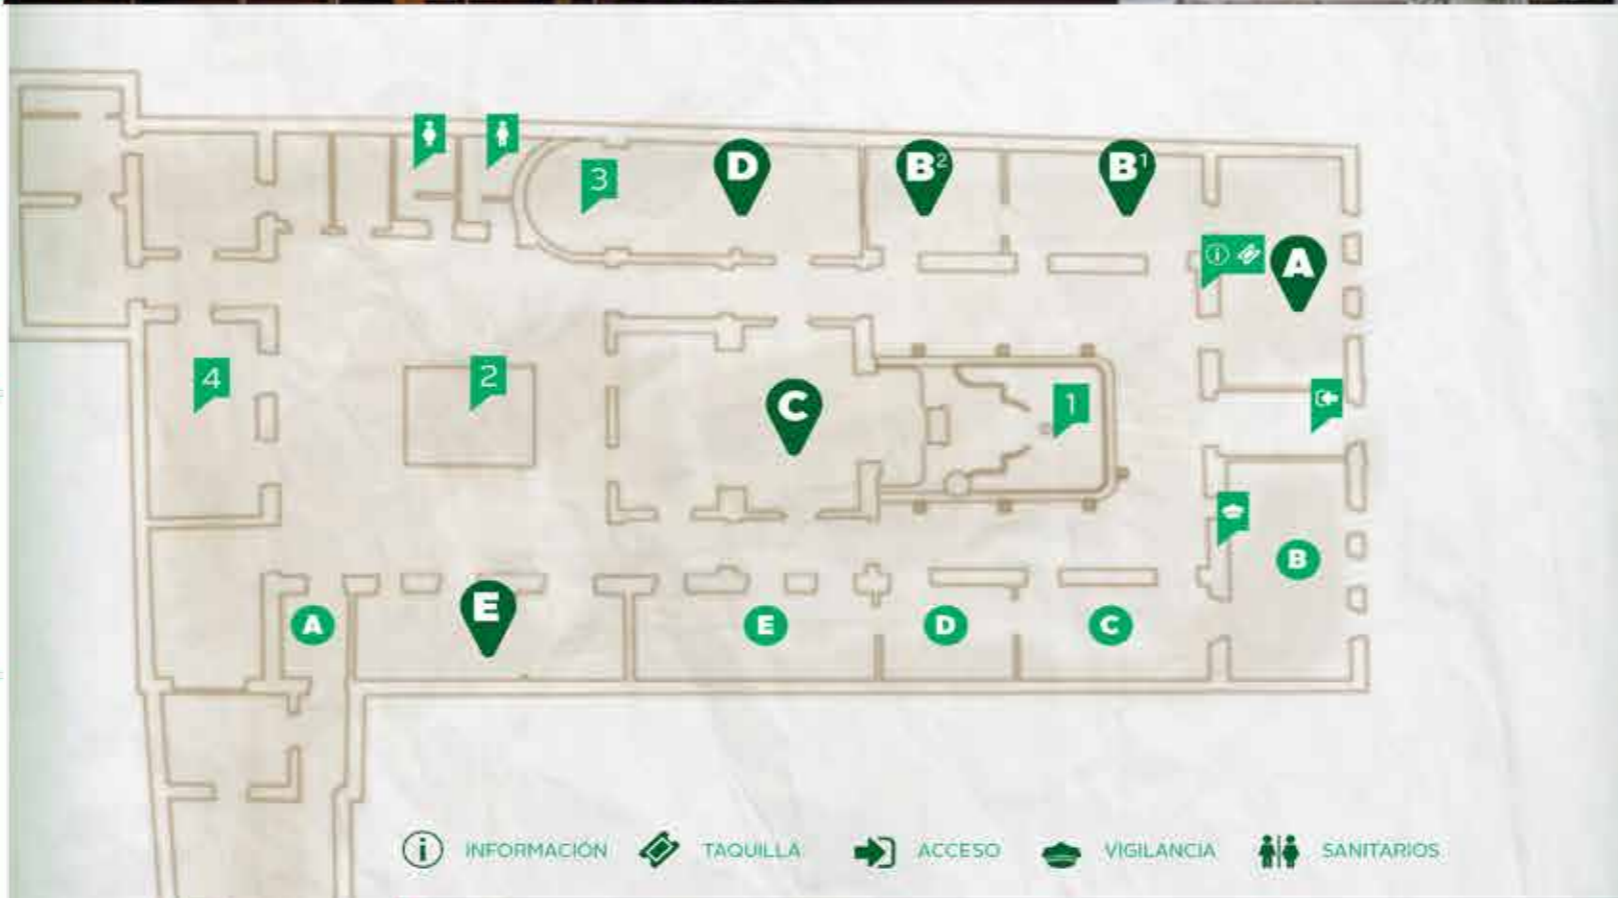 3
D
B²
B¹
i
A
4
2
C
1
B
A
E
E
D
C
i INFORMACIÓN
TAQUILLA
ACCESO
VIGILANCIA
SANITARIOS